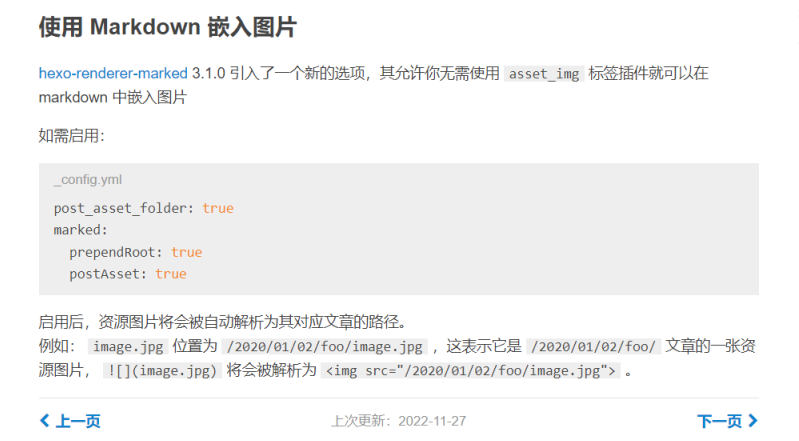 使用 Markdown 嵌入图片
hexo-renderer-marked 3.1.0 引入了一个新的选项，其允许你无需使用 asset_img 标签插件就可以在
markdown 中嵌入图片
如需启用：
_config.yml
post_asset_folder: true
marked:
  prependRoot: true
  postAsset: true
启用后，资源图片将会被自动解析为其对应文章的路径。
例如： image.jpg 位置为 /2020/01/02/foo/image.jpg ，这表示它是 /2020/01/02/foo/ 文章的一张资
源图片， ![](image.jpg) 将会被解析为 <img src="/2020/01/02/foo/image.jpg"> 。
上一页 上次更新：2022-11-27 下一页